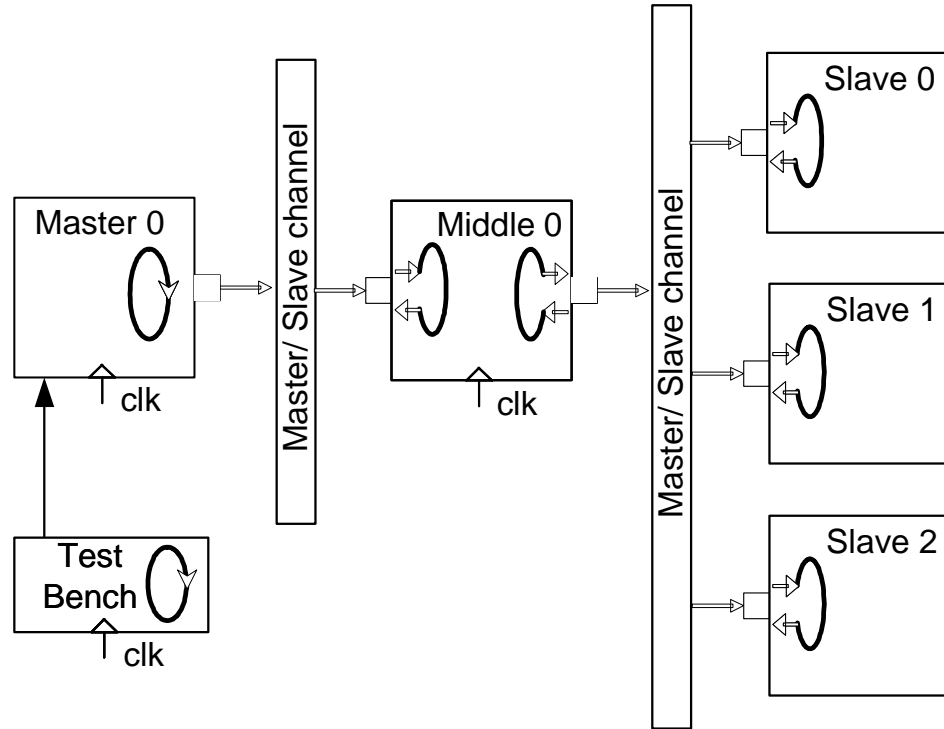 Master 0
clk
Test
Bench
clk
Master/ Slave channel
Middle 0
clk
Master/ Slave channel
Slave 0
Slave 1
Slave 2